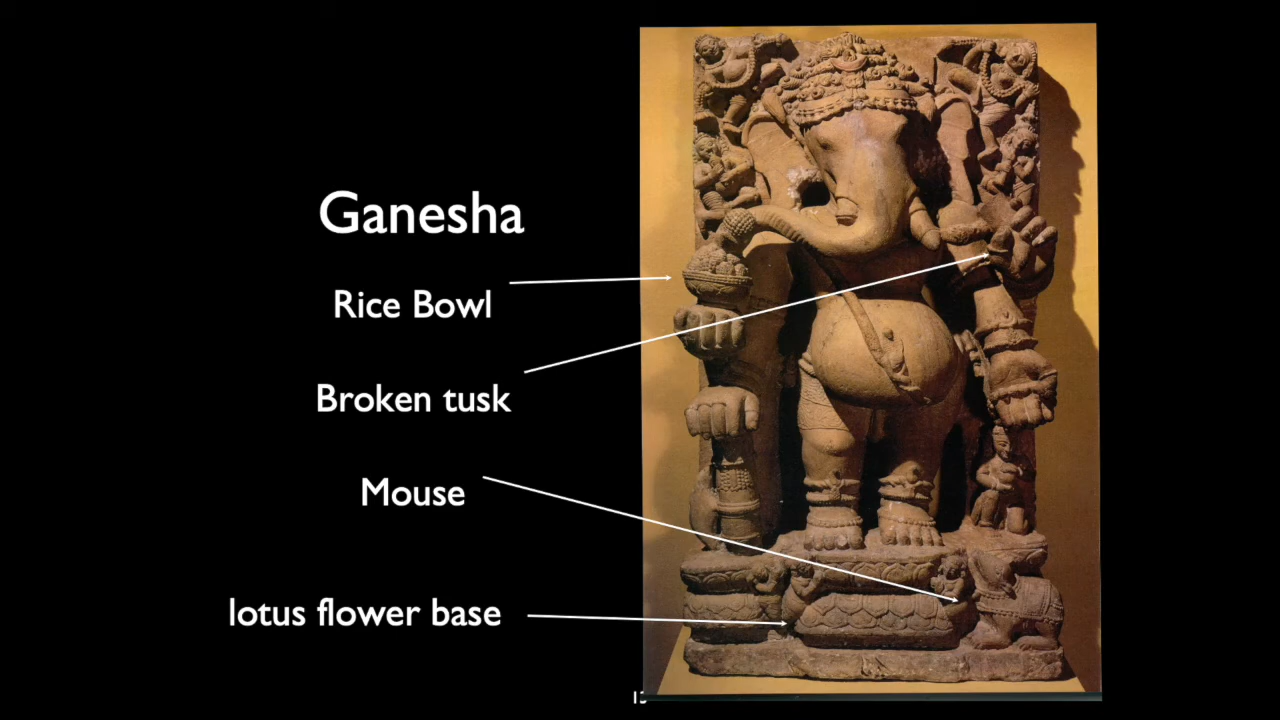 Ganesha
Rice Bowl
Broken tusk
Mouse
lotus flower base